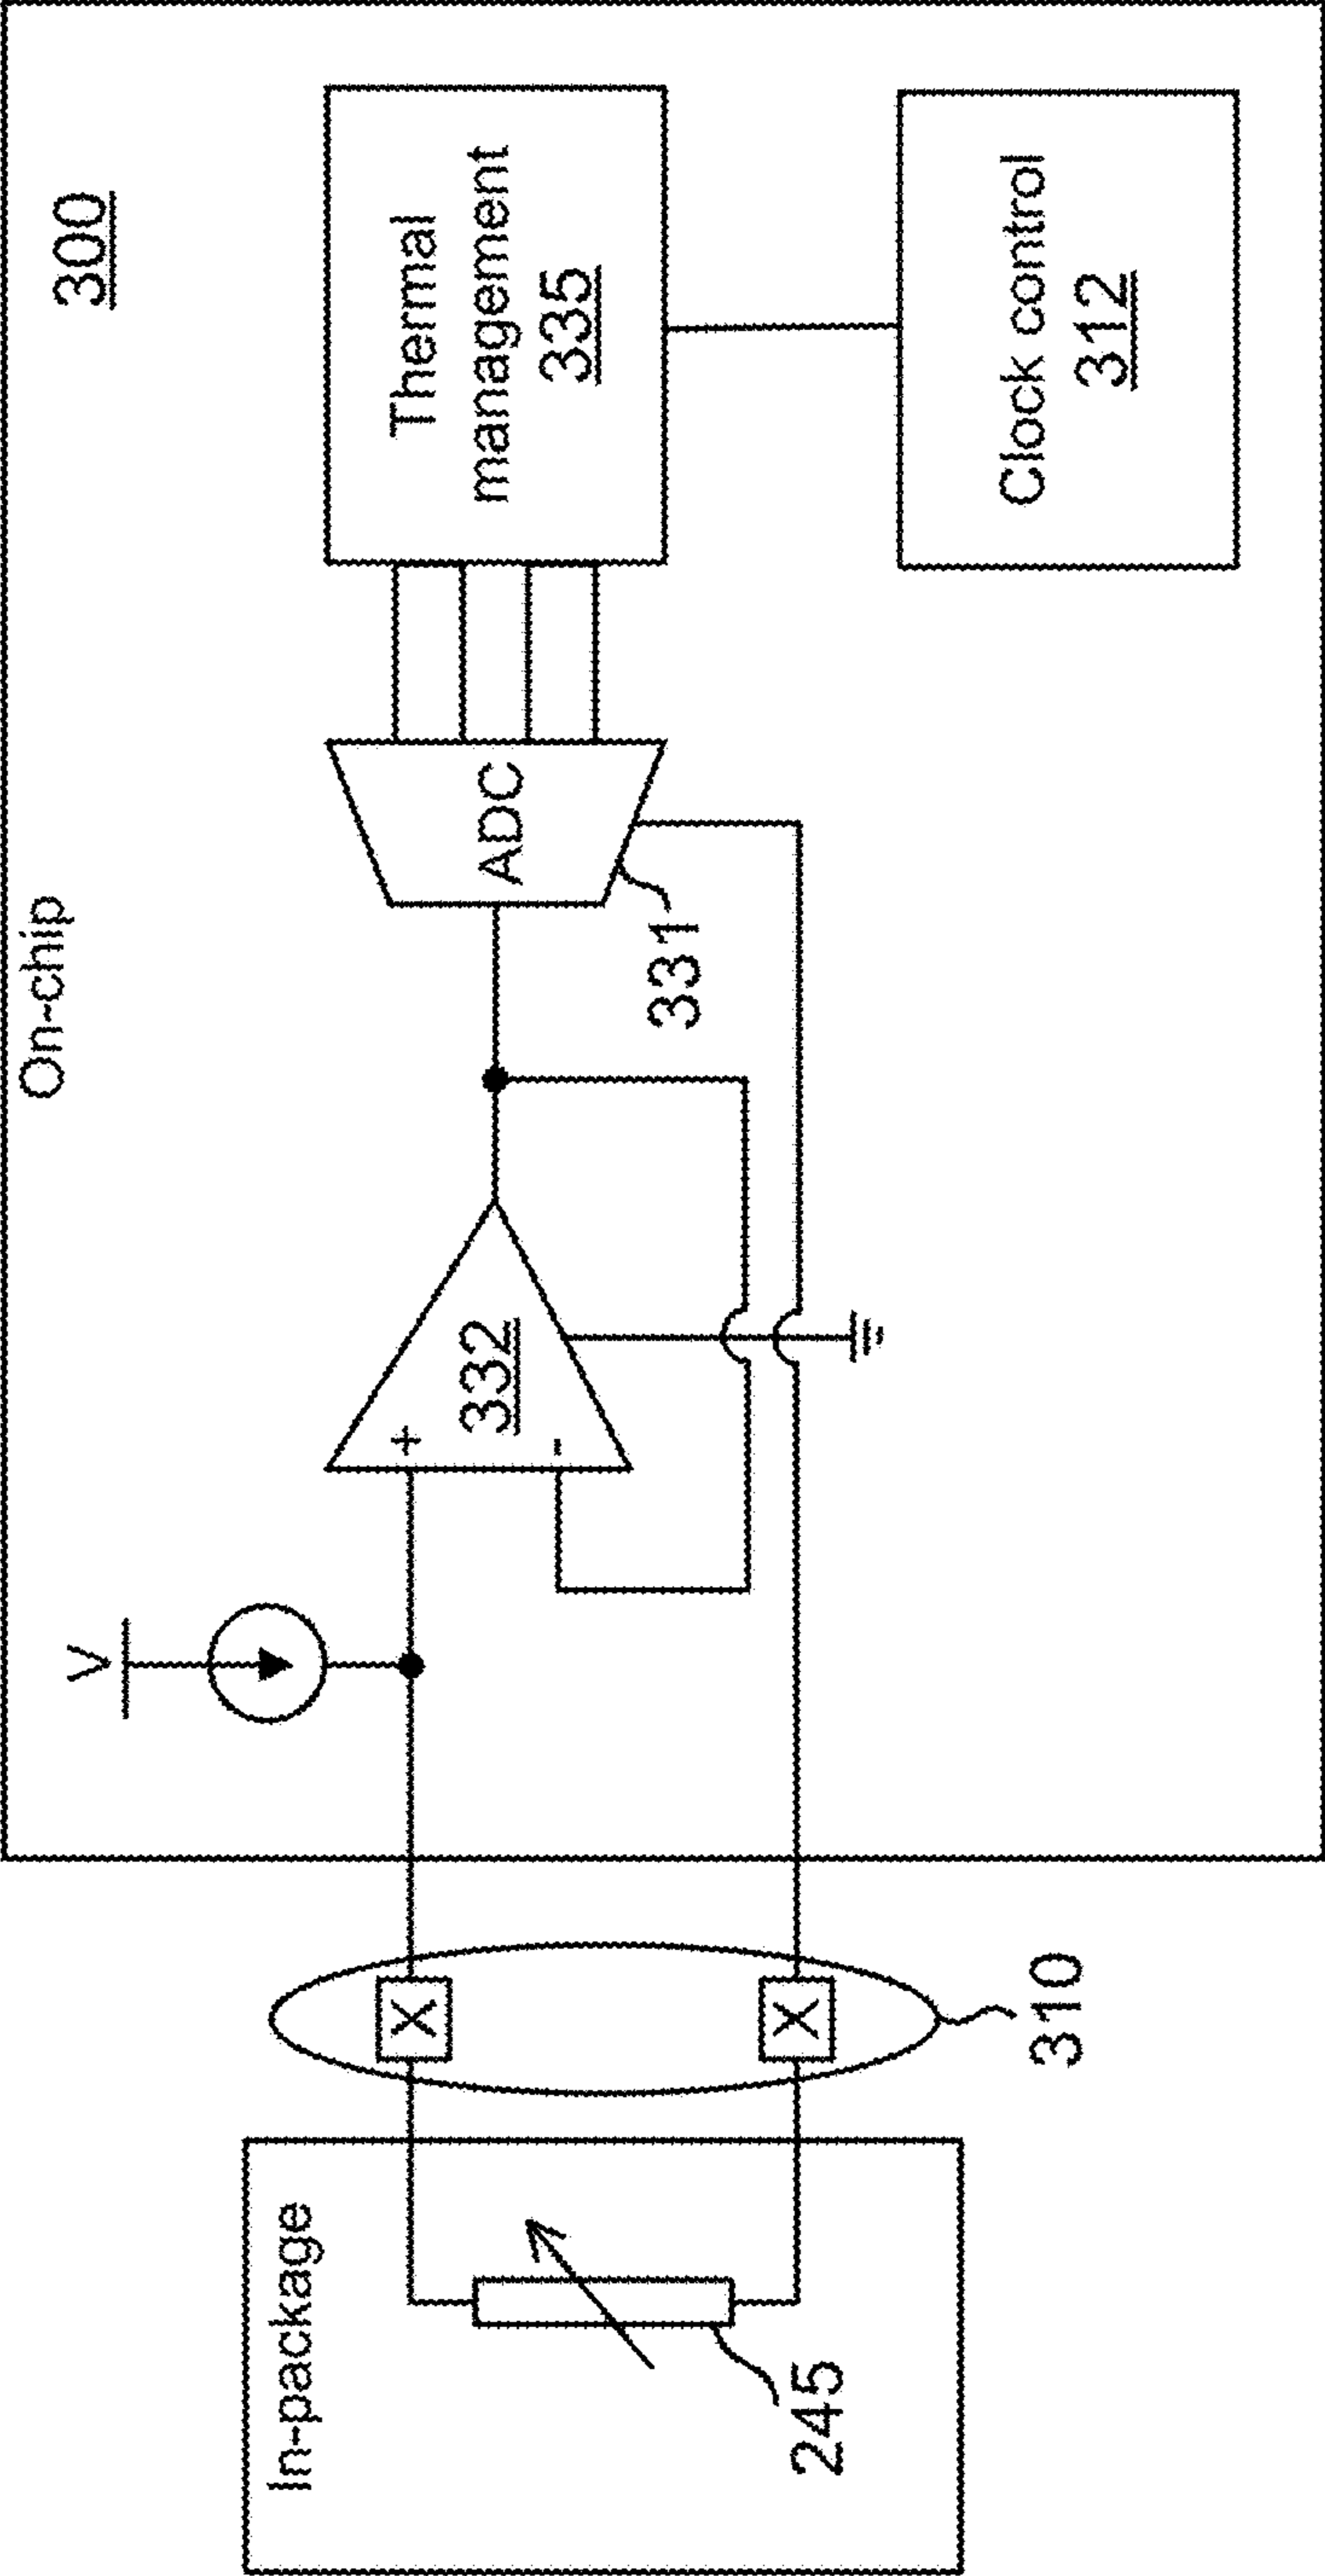 On-chip
300
In-package
V
+
332
-
ADC
331
Thermal
management
335
Clock control
312
X
X
310
245